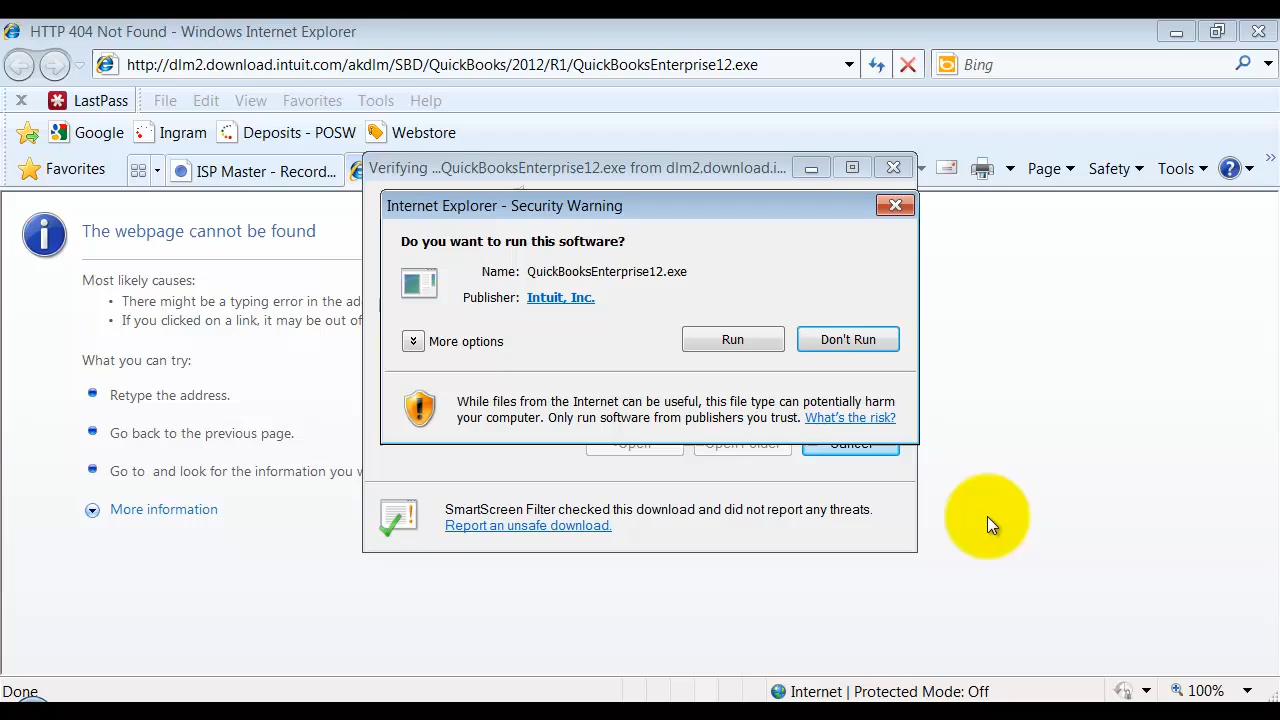 HTTP 404 Not Found - Windows Internet Explorer
http://dlm2.download.intuit.com/akdlm/SBD/QuickBooks/2012/R1/QuickBooksEnterprise12.exe
Bing
x LastPass File Edit View Favorites Tools Help
Google Ingram Deposits - POSW Webstore
Favorites ISP Master - Record... Page Safety Tools
Verifying ...QuickBooksEnterprise12.exe from dlm2.download.i...
Internet Explorer - Security Warning
Do you want to run this software?
Name: QuickBooksEnterprise12.exe
Publisher: Intuit, Inc.
More options
Run
Don't Run
While files from the Internet can be useful, this file type can potentially harm
your computer. Only run software from publishers you trust. What's the risk?
Open Open Folder Cancel
SmartScreen Filter checked this download and did not report any threats.
Report an unsafe download.
The webpage cannot be found
Most likely causes:
• There might be a typing error in the ad
• If you clicked on a link, it may be out of
What you can try:
Retype the address.
Go back to the previous page.
Go to and look for the information you w
More information
Done
Internet | Protected Mode: Off
100%